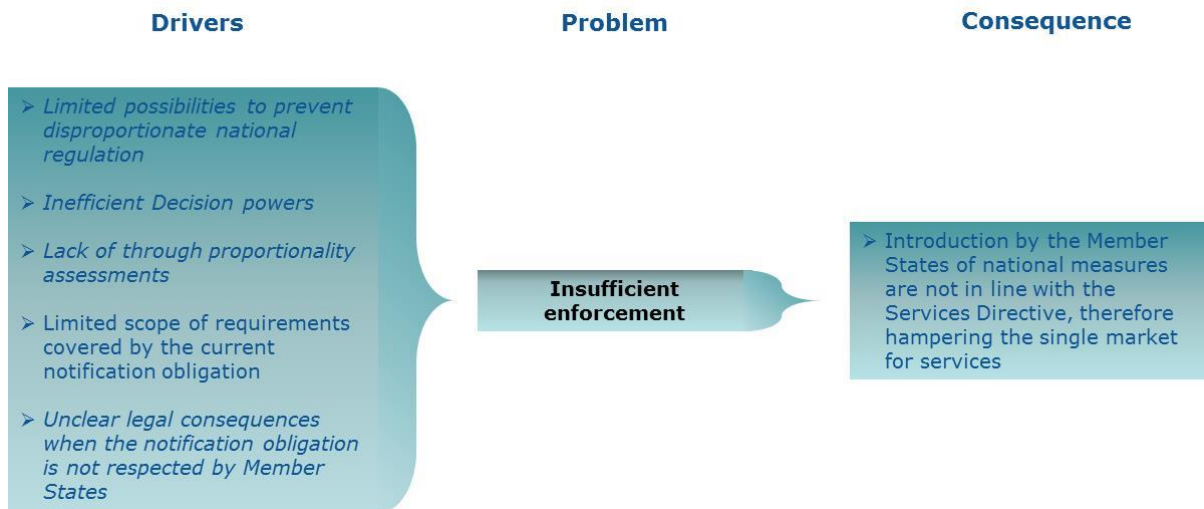 Drivers
Problem
Consequence
➢ Limited possibilities to prevent
disproportionate national
regulation
➢ Inefficient Decision powers
➢ Lack of through proportionality
assessments
➢ Limited scope of requirements
covered by the current
notification obligation
➢ Unclear legal consequences
when the notification obligation
is not respected by Member
States
Insufficient
enforcement
➢ Introduction by the Member
States of national measures
are not in line with the
Services Directive, therefore
hampering the single market
for services